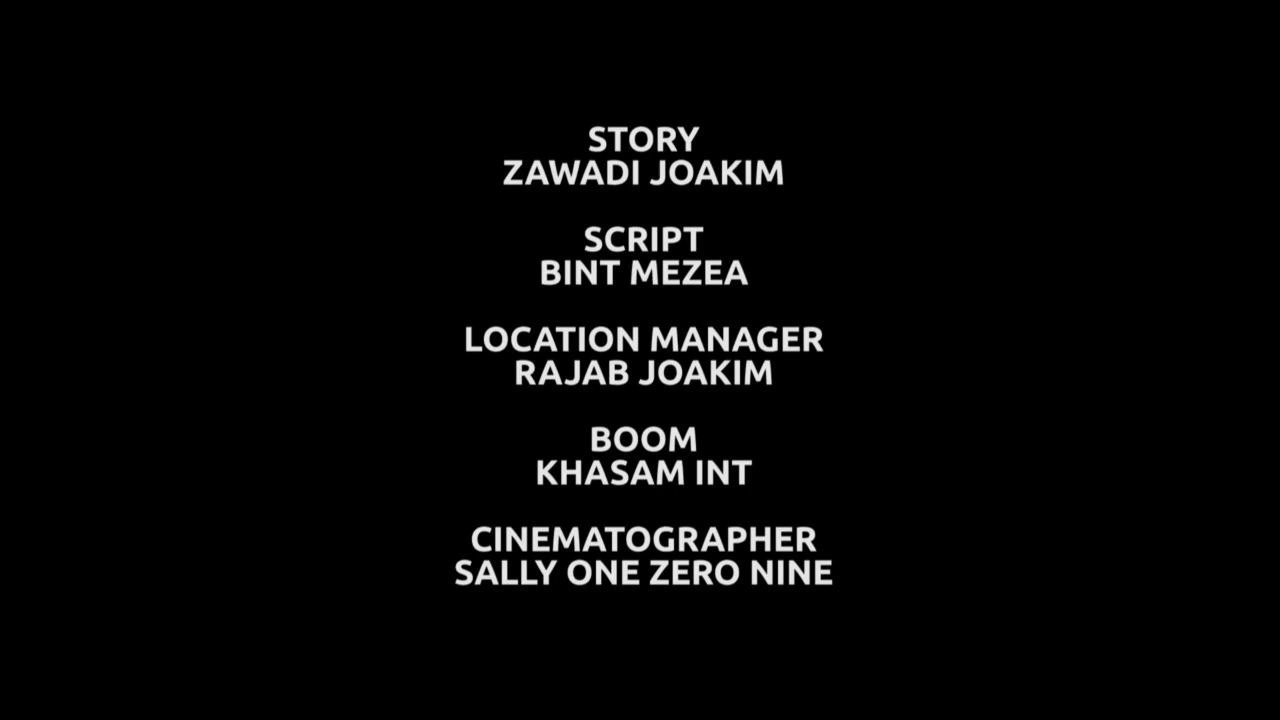 STORY
ZAWADI JOAKIM
SCRIPT
BINT MEZEA
LOCATION MANAGER
RAJAB JOAKIM
BOOM
KHASAM INT
CINEMATOGRAPHER
SALLY ONE ZERO NINE